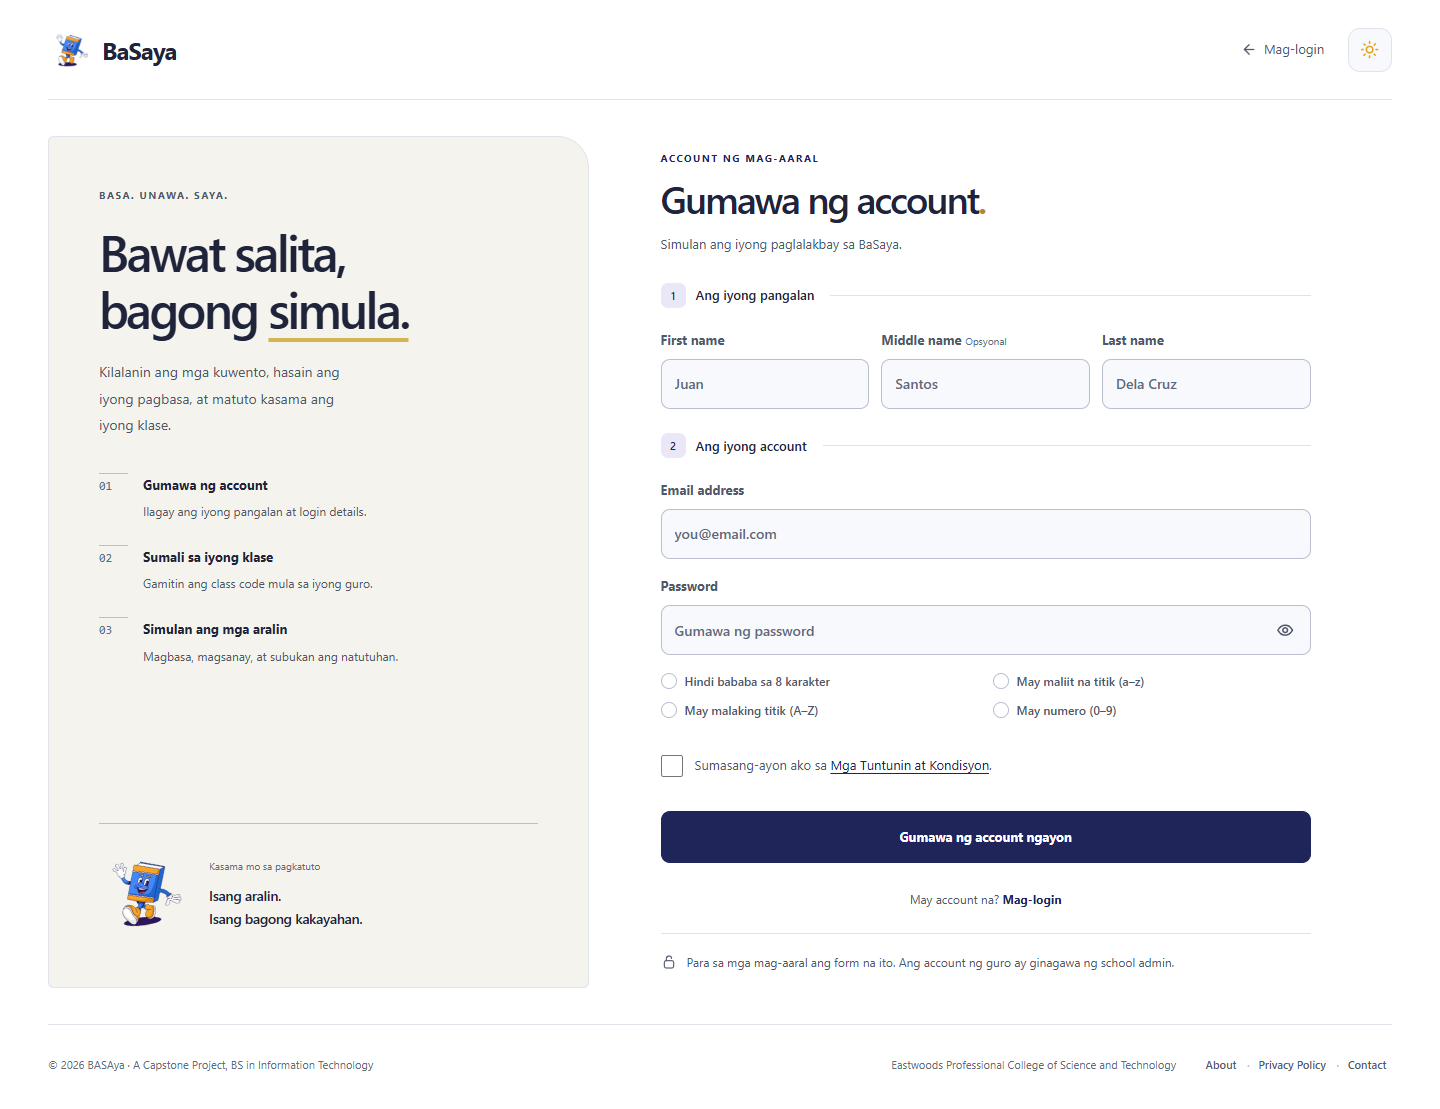 BaSaya
Mag-login
BASA. UNAWA. SAYA.
Bawat salita,
bagong simula.
Kilalanin ang mga kuwento, hasain ang
iyong pagbasa, at matuto kasama ang
iyong klase.
01
Gumawa ng account
Ilagay ang iyong pangalan at login details.
02
Sumali sa iyong klase
Gamitin ang class code mula sa iyong guro.
03
Simulan ang mga aralin
Magbasa, magsanay, at subukan ang natutuhan.
Kasama mo sa pagkatuto
Isang aralin.
Isang bagong kakayahan.
ACCOUNT NG MAG-AARAL
Gumawa ng account.
Simulan ang iyong paglalakbay sa BaSaya.
1 Ang iyong pangalan
First name
Middle name Opsyonal
Last name
Juan
Santos
Dela Cruz
2 Ang iyong account
Email address
you@email.com
Password
Gumawa ng password
Hindi bababa sa 8 karakter
May maliit na titik (a–z)
May malaking titik (A–Z)
May numero (0–9)
Sumasang-ayon ako sa Mga Tuntunin at Kondisyon.
Gumawa ng account ngayon
May account na? Mag-login
Para sa mga mag-aaral ang form na ito. Ang account ng guro ay ginagawa ng school admin.
© 2026 BASAya · A Capstone Project, BS in Information Technology
Eastwoods Professional College of Science and Technology
About · Privacy Policy · Contact